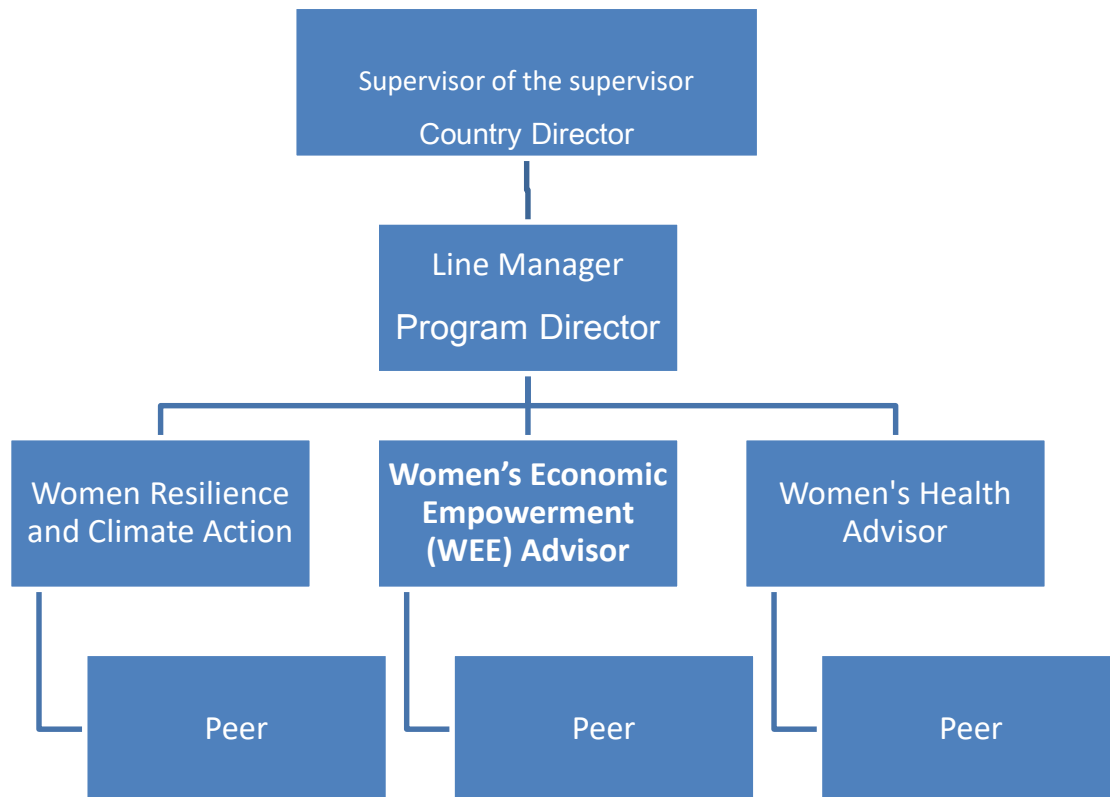 Supervisor of the supervisor
Country Director
Line Manager
Program Director
Women Resilience
and Climate Action
Women’s Economic
Empowerment
(WEE) Advisor
Women's Health
Advisor
Peer
Peer
Peer